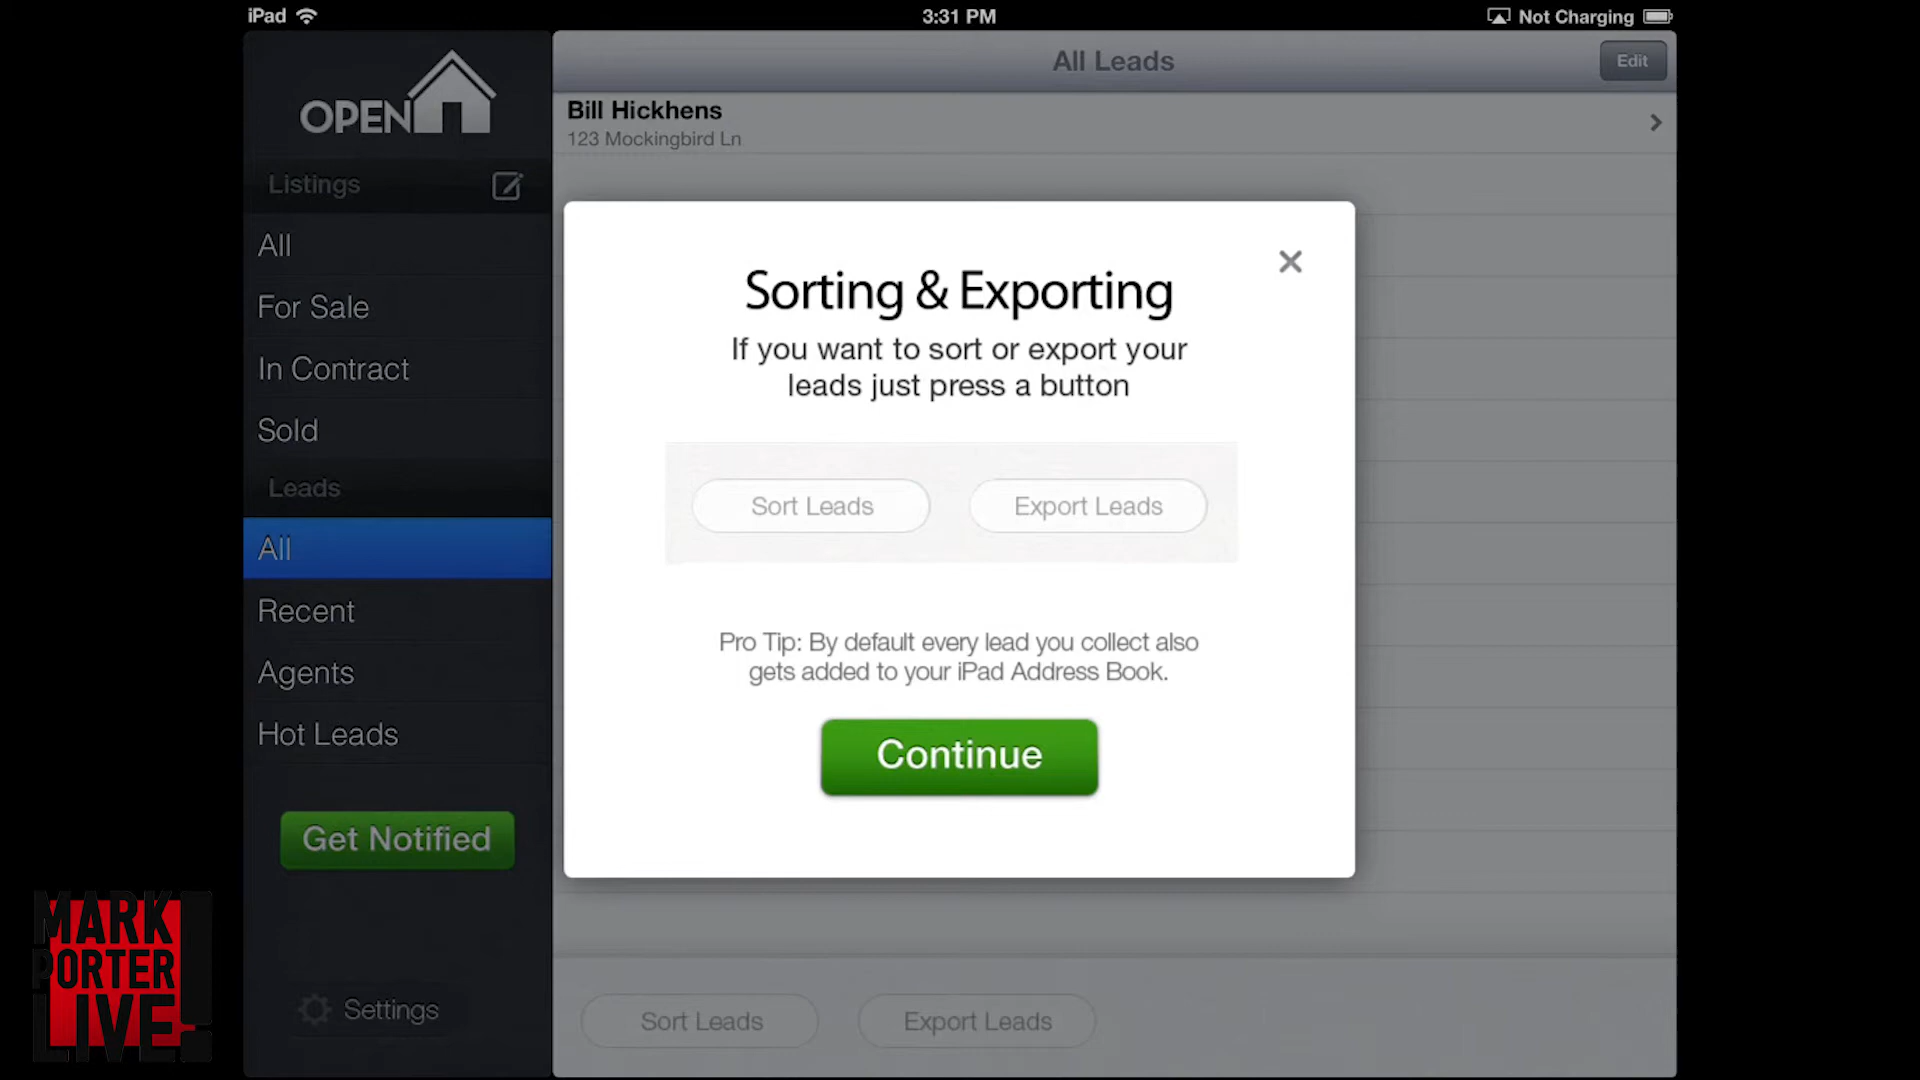 iPad
3:31 PM
Not Charging
OPEN
All Leads
Edit
Bill Hickhens
123 Mockingbird Ln
Listings
All
For Sale
In Contract
Sold
Leads
All
Recent
Agents
Hot Leads
Get Notified
Settings
Sorting & Exporting
If you want to sort or export your
leads just press a button
Sort Leads
Export Leads
Pro Tip: By default every lead you collect also
gets added to your iPad Address Book.
Continue
Sort Leads
Export Leads
MARK
PORTER
LIVE!